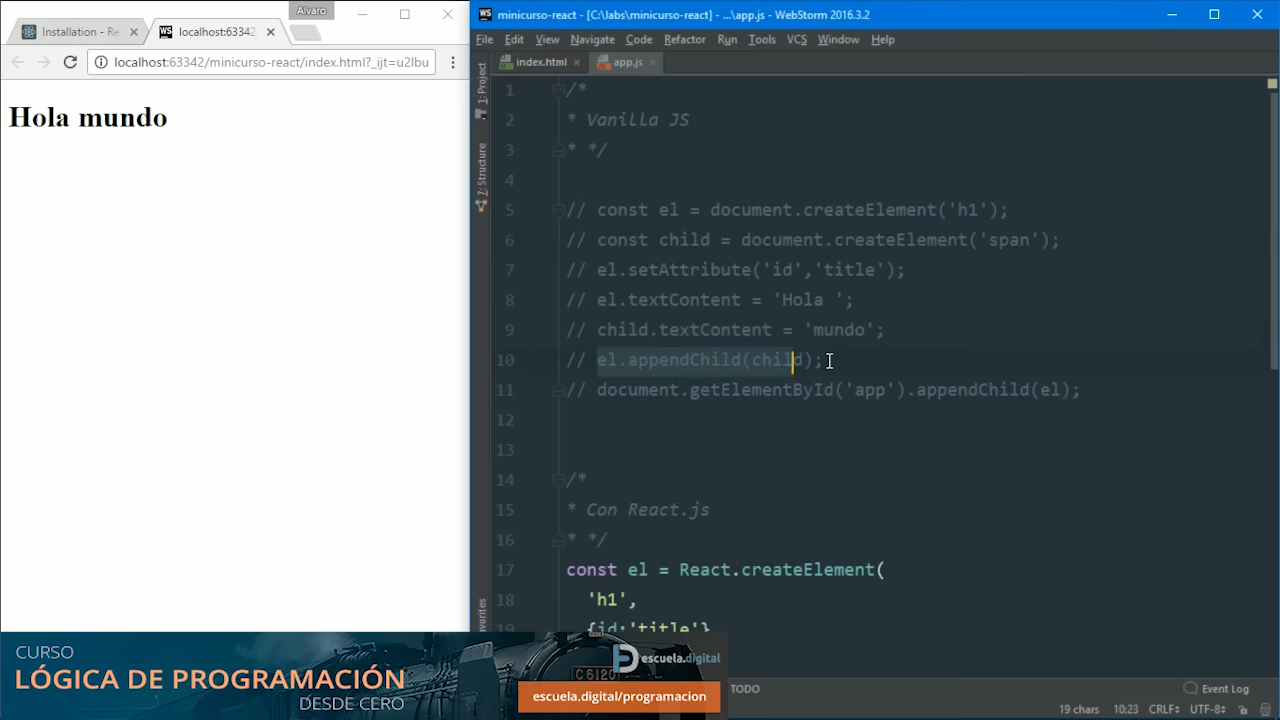 Alvaro
Installation - Re
localhost:63342
localhost:63342/minicurso-react/index.html?_ijt=u2lbu
Hola mundo
minicurso-react - [C:\labs\minicurso-react] - ...\app.js - WebStorm 2016.3.2
File Edit View Navigate Code Refactor Run Tools VCS Window Help
index.html
app.js
1: Project
7: Structure
1 /*
2 * Vanilla JS
3 * */
4
5 // const el = document.createElement('h1');
6 // const child = document.createElement('span');
7 // el.setAttribute('id','title');
8 // el.textContent = 'Hola ';
9 // child.textContent = 'mundo';
10 // el.appendChild(child);
11 // document.getElementById('app').appendChild(el);
12
13
14 /*
15 * Con React.js
16 * */
17 const el = React.createElement(
18 'h1',
19 {id:'title'}
CURSO
LÓGICA DE PROGRAMACIÓN
DESDE CERO
C6120
escuela.digital
escuela.digital/programacion
TODO
Event Log
19 chars 10:23 CRLF UTF-8